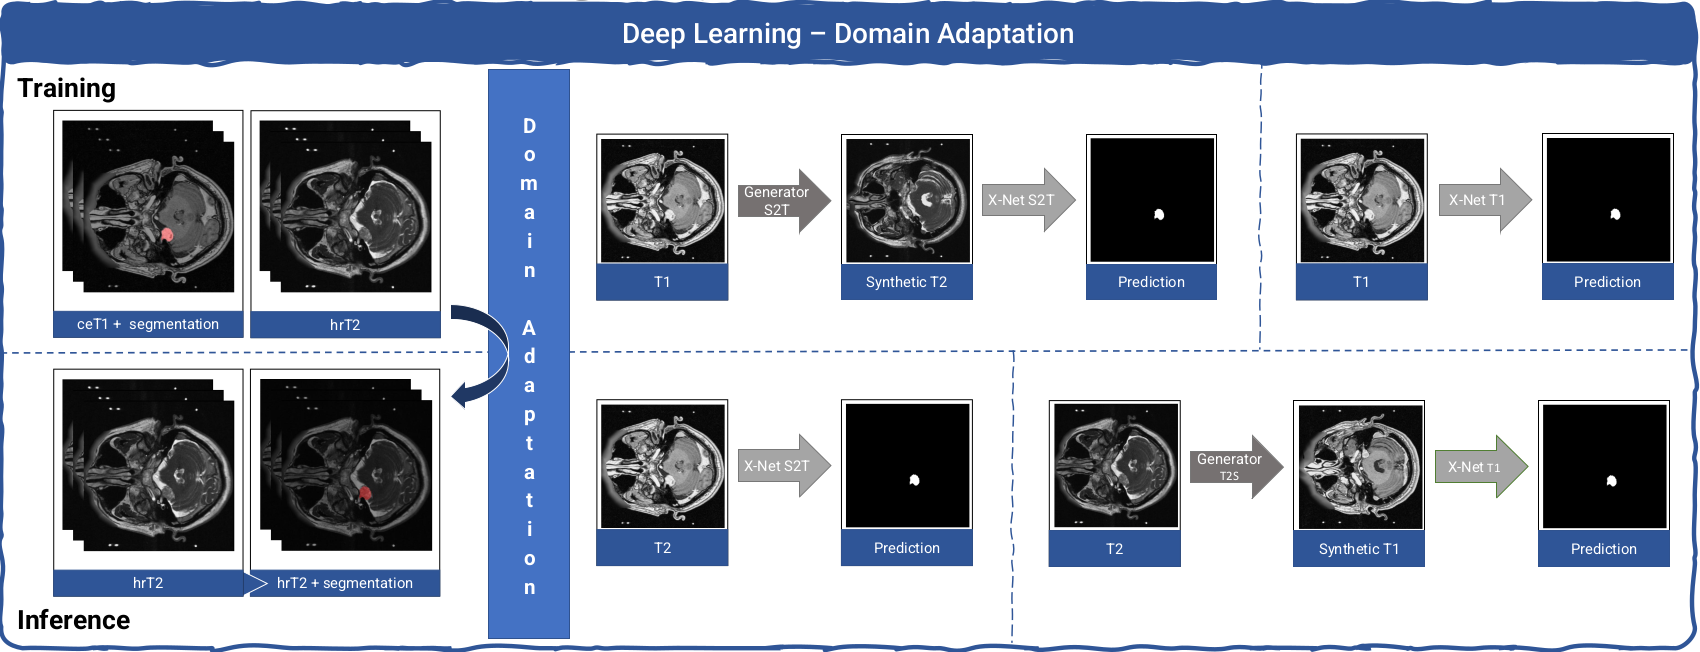 Deep Learning – Domain Adaptation
Training
ceT1 + segmentation
hrT2
Domain Adaptation
Generator
S2T
X-Net S2T
T1
Synthetic T2
Prediction
X-Net T1
T1
Prediction
hrT2
hrT2 + segmentation
Inference
X-Net S2T
T2
Prediction
Generator
T2S
X-Net T1
T2
Synthetic T1
Prediction